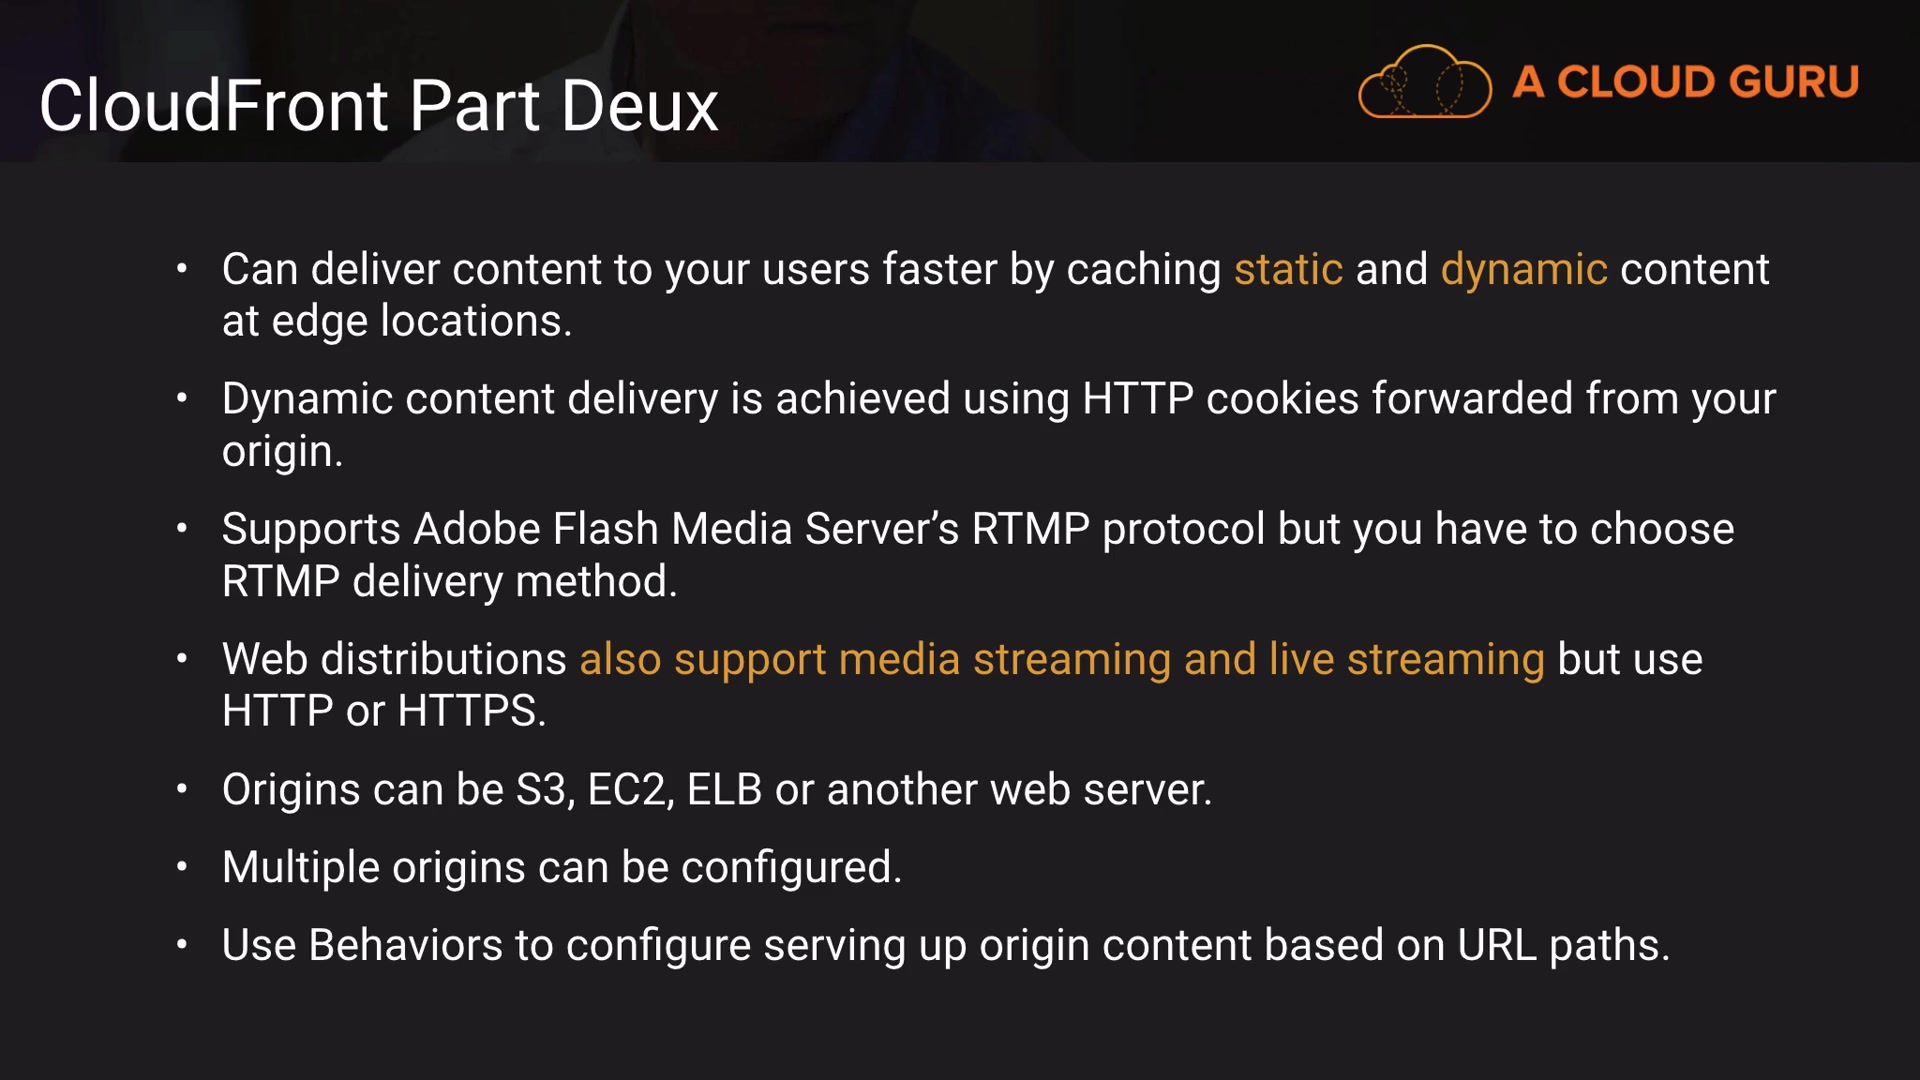 CloudFront Part Deux
A CLOUD GURU
• Can deliver content to your users faster by caching static and dynamic content
at edge locations.
• Dynamic content delivery is achieved using HTTP cookies forwarded from your
origin.
• Supports Adobe Flash Media Server’s RTMP protocol but you have to choose
RTMP delivery method.
• Web distributions also support media streaming and live streaming but use
HTTP or HTTPS.
• Origins can be S3, EC2, ELB or another web server.
• Multiple origins can be configured.
• Use Behaviors to configure serving up origin content based on URL paths.